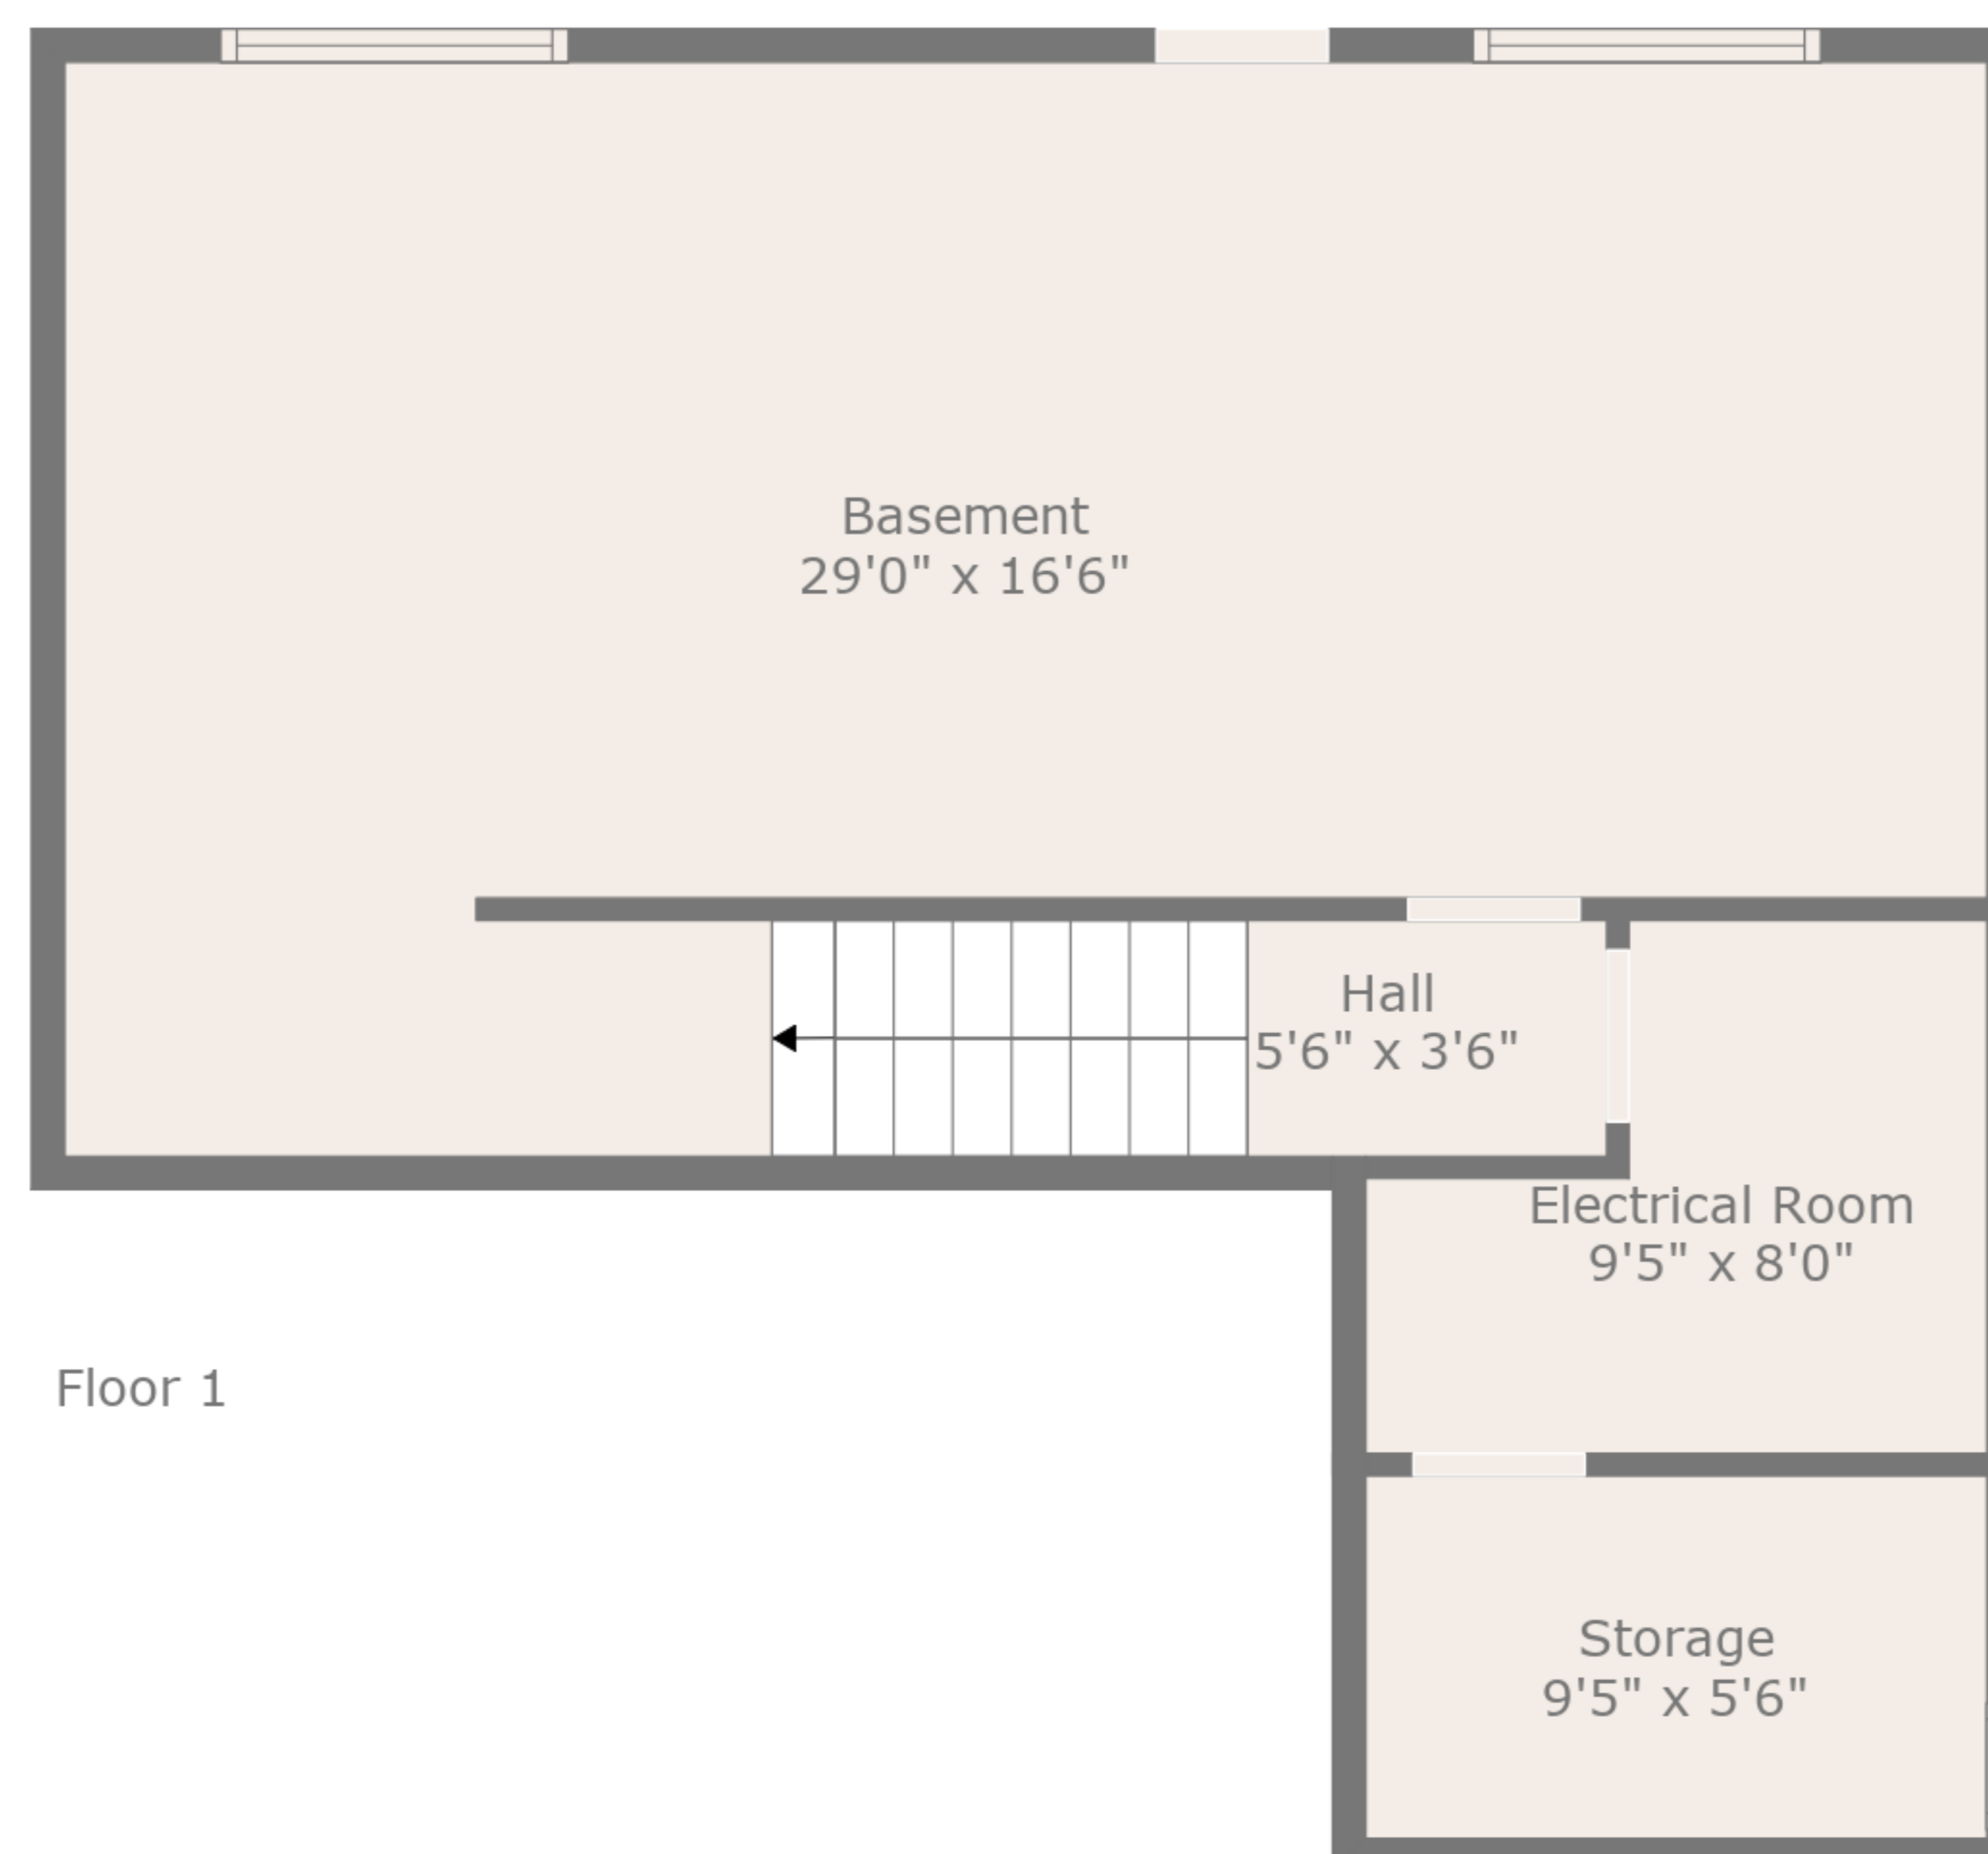 Basement
29'0" x 16'6"
Hall
5'6" x 3'6"
Electrical Room
9'5" x 8'0"
Floor 1
Storage
9'5" x 5'6"